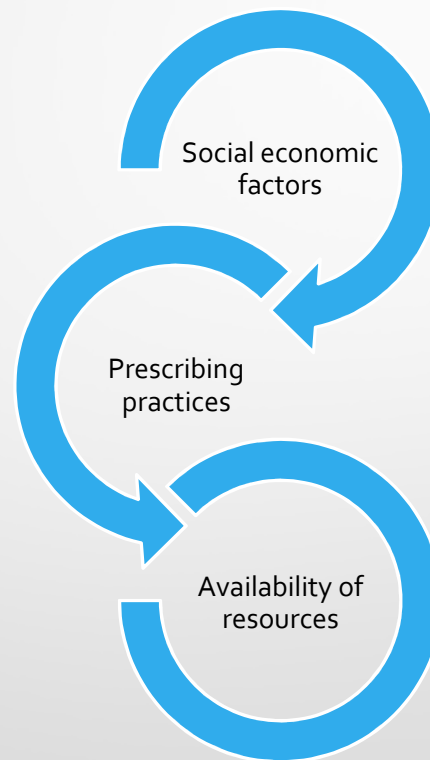 Social economic
factors
Prescribing
practices
Availability of
resources